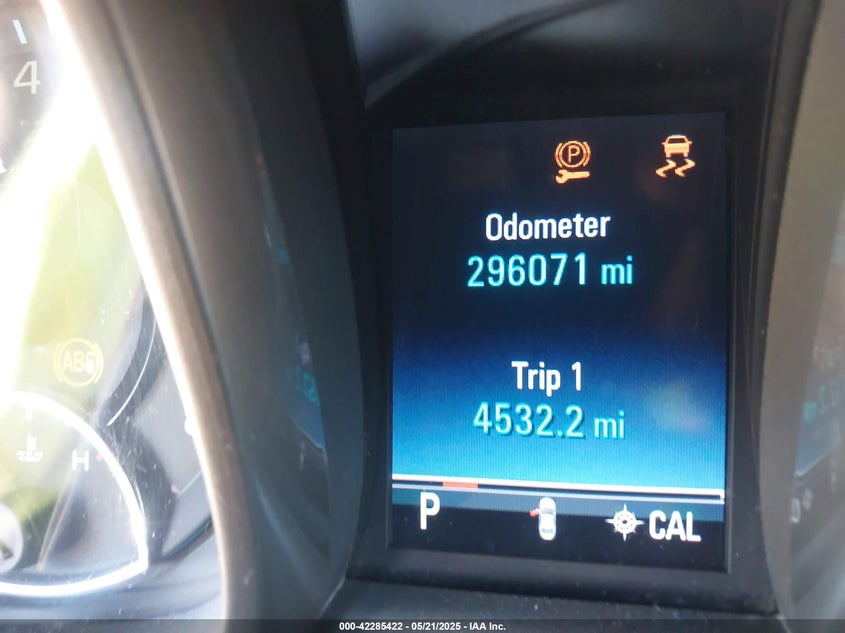 4
P
Odometer
296071 mi
ABS
Trip 1
4532.2 mi
H
P
CAL
000-42285422 - 05/21/2025 - IAA Inc.